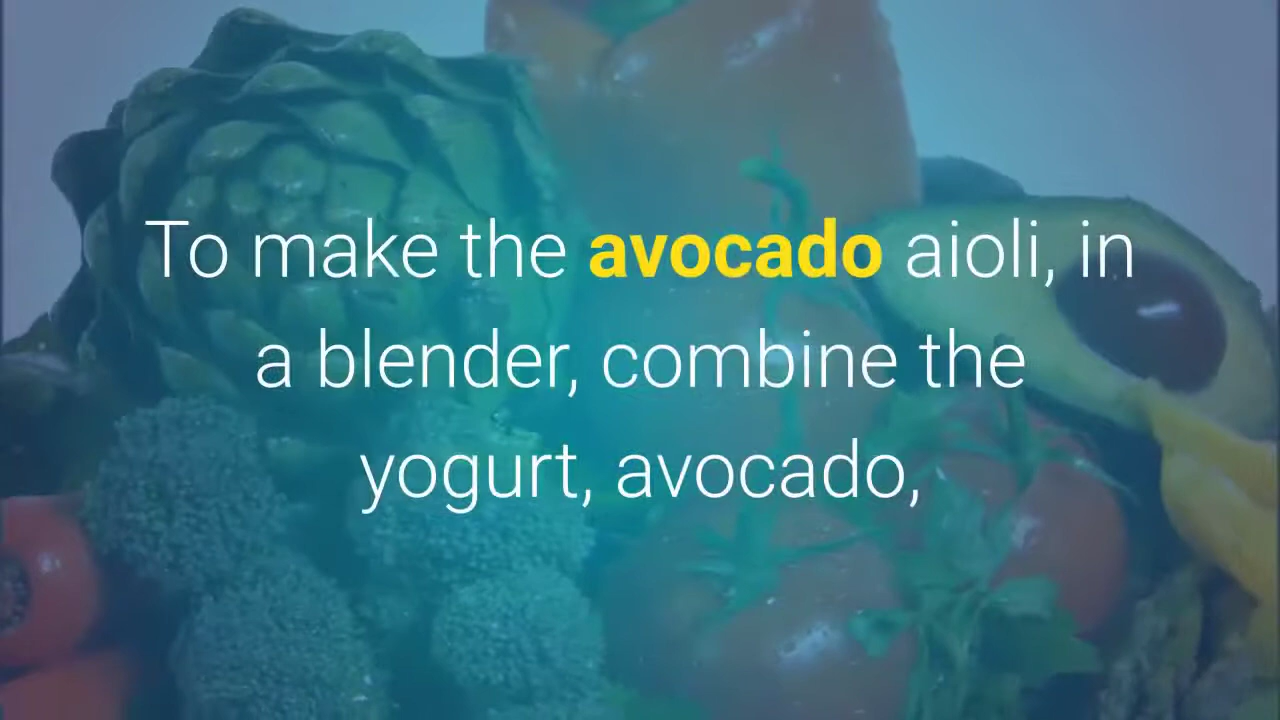 To make the avocado aioli, in
a blender, combine the
yogurt, avocado,